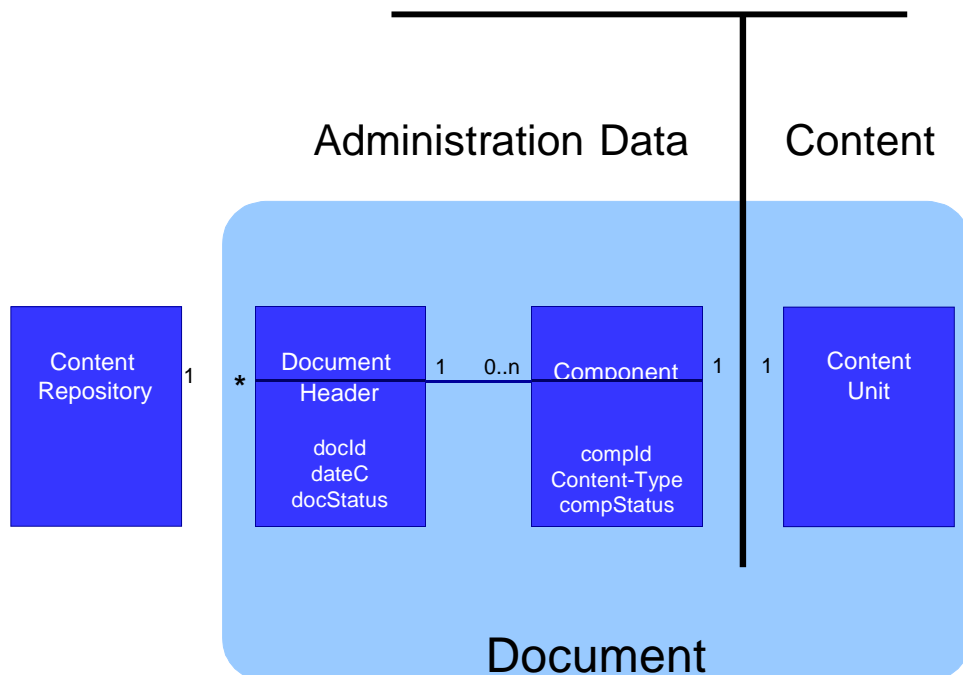 Administration Data
Content
Content
Repository
1
*
Document
Header
docId
dateC
docStatus
1
0..n
Component
compId
Content-Type
compStatus
1
1
Content
Unit
Document